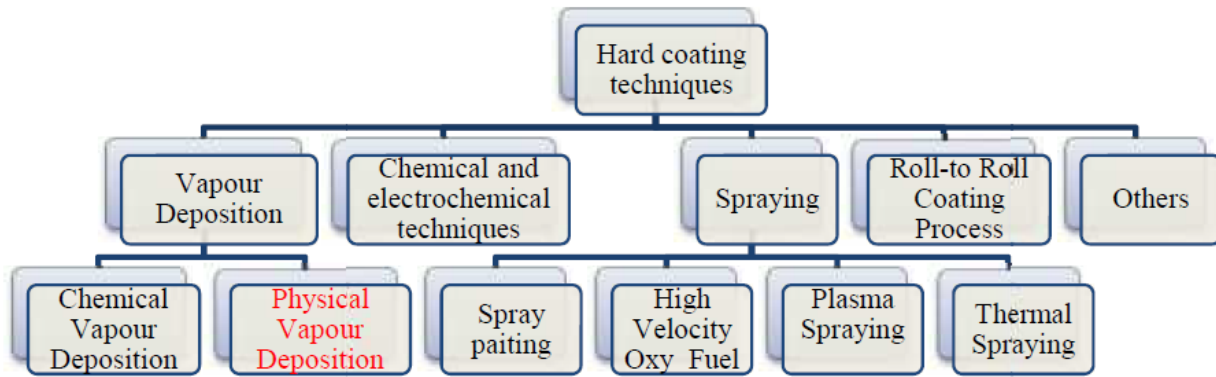 Hard coating
techniques
Vapour
Deposition
Chemical and
electrochemical
techniques
Spraying
Roll-to Roll
Coating
Process
Others
Chemical
Vapour
Deposition
Physical
Vapour
Deposition
Spray
paiting
High
Velocity
Oxy Fuel
Plasma
Spraying
Thermal
Spraying